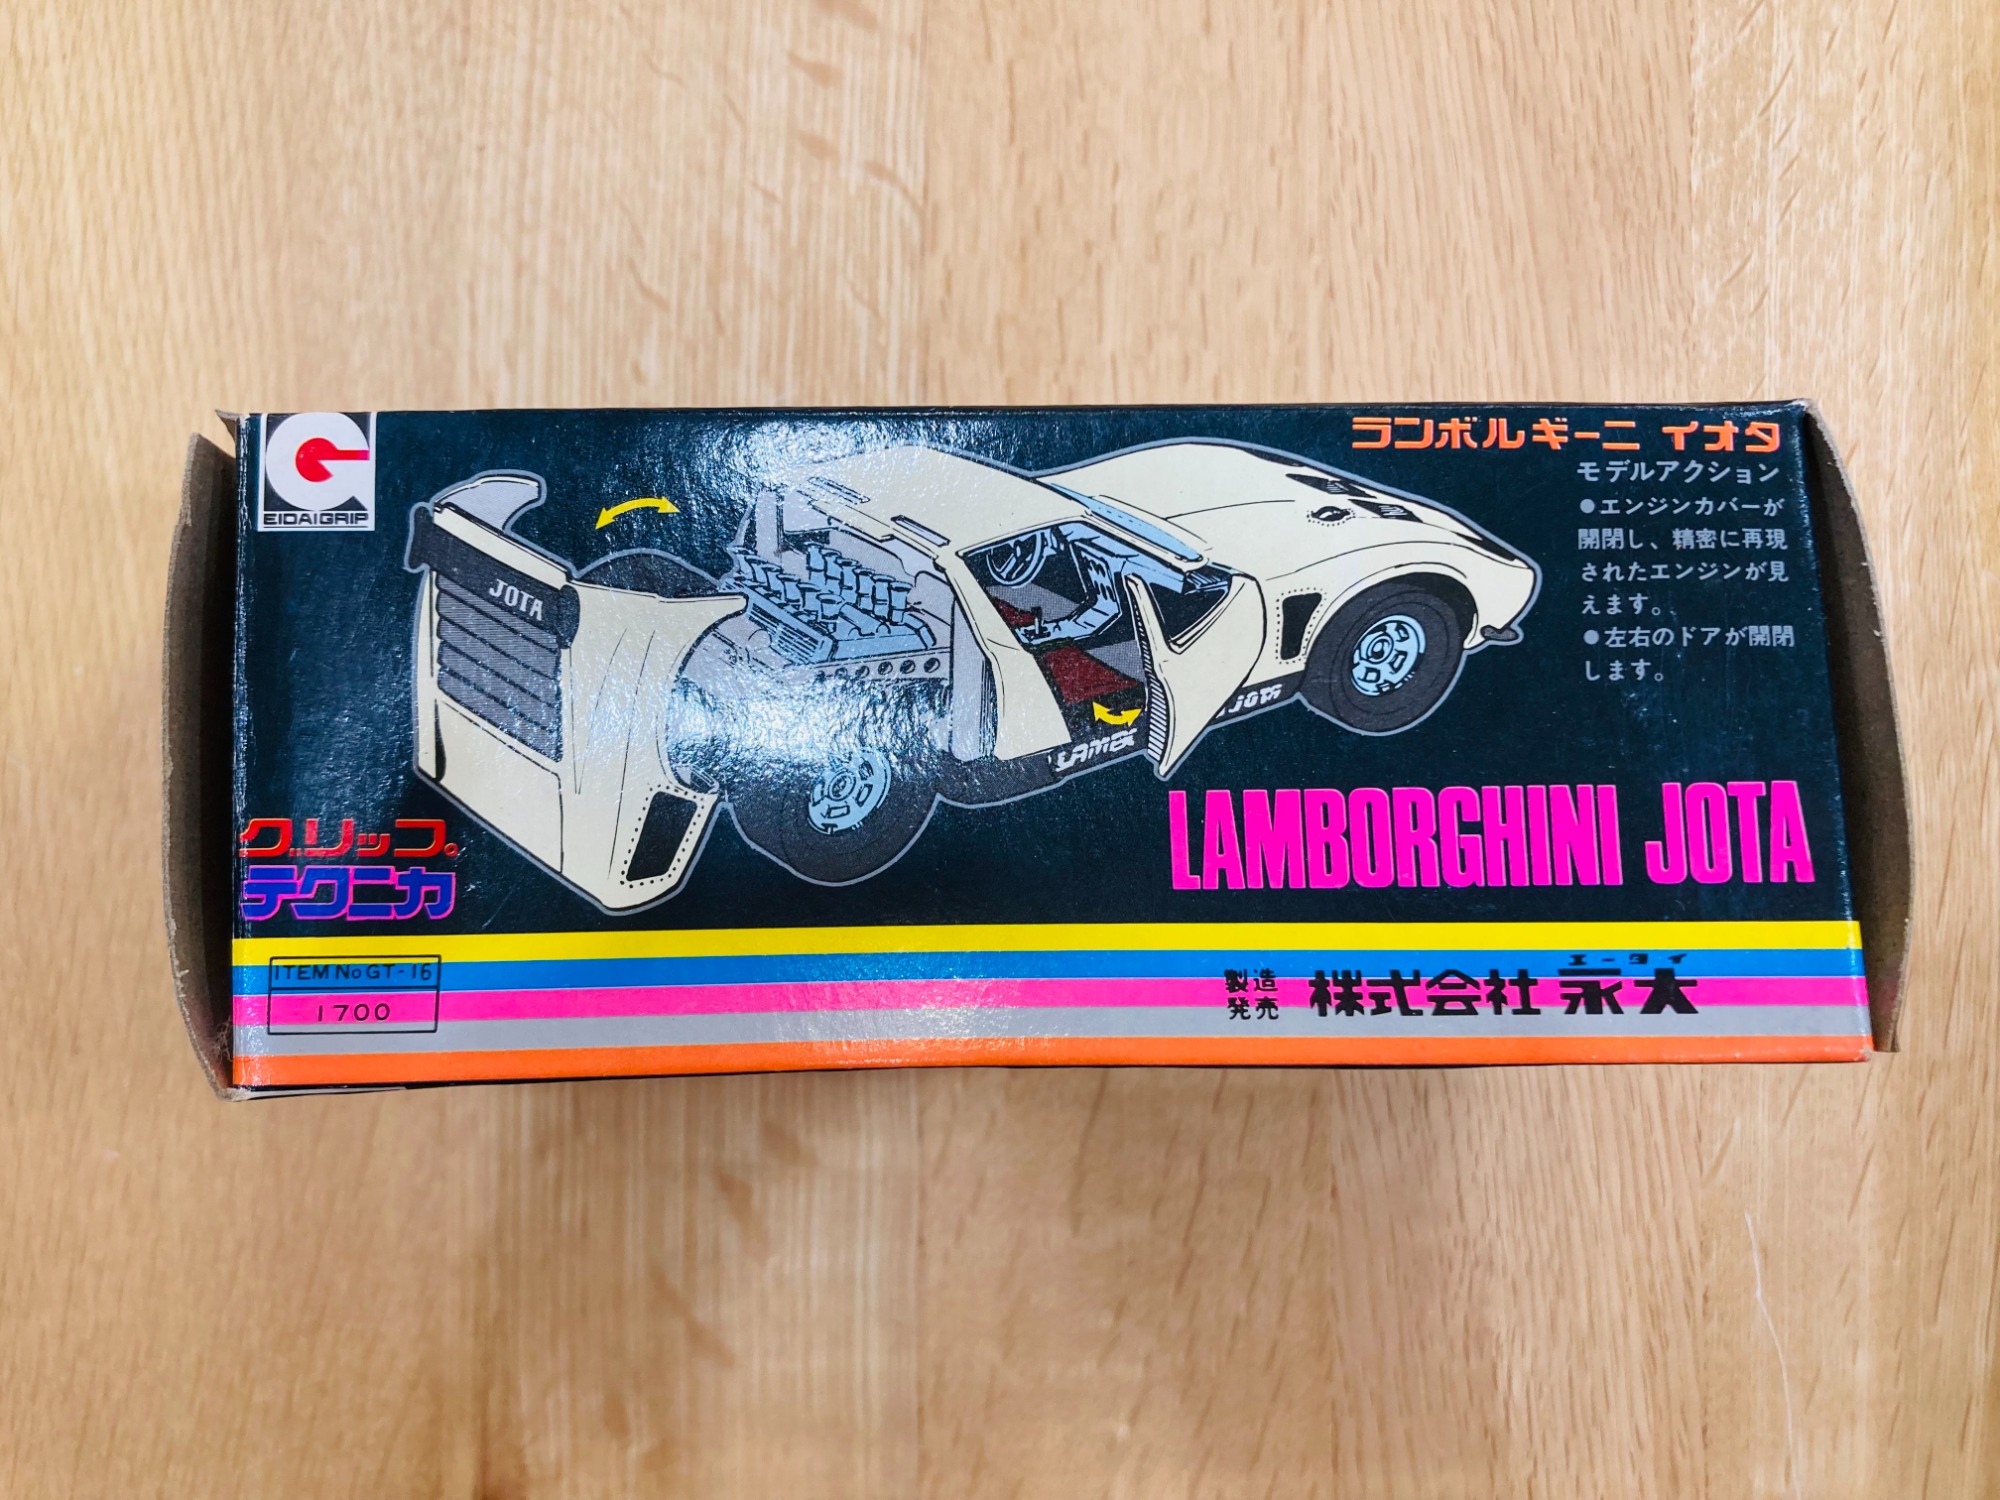 EIDAIGRIP
ランボルギーニ イオタ
モデルアクション
●エンジンカバーが
開閉し、精密に再現
されたエンジンが見
えます。
●左右のドアが開閉
します。
JOTA
JOTA
LAMBO
LAMBORGHINI JOTA
グリップ
テクニカ
ITEM No GT-16
1700
製造
発売
エータイ
株式会社 永大